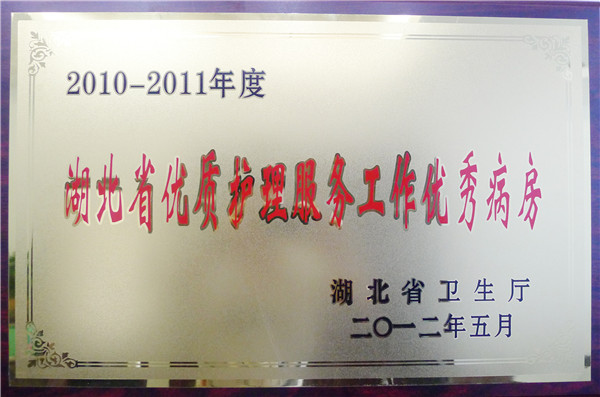 2010-2011年度
湖北省优质护理服务工作优秀病房
湖北省卫生厅
二〇一二年五月